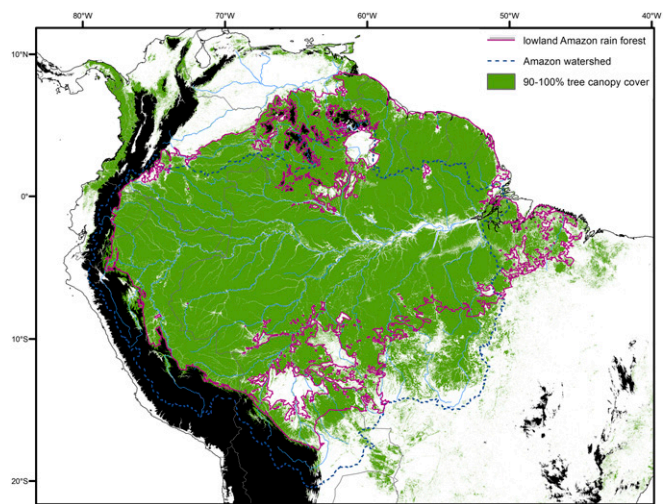 80°W 70°W 60°W 50°W 40°W
10°N
lowland Amazon rain forest
Amazon watershed
90-100% tree canopy cover
0°
10°S
20°S